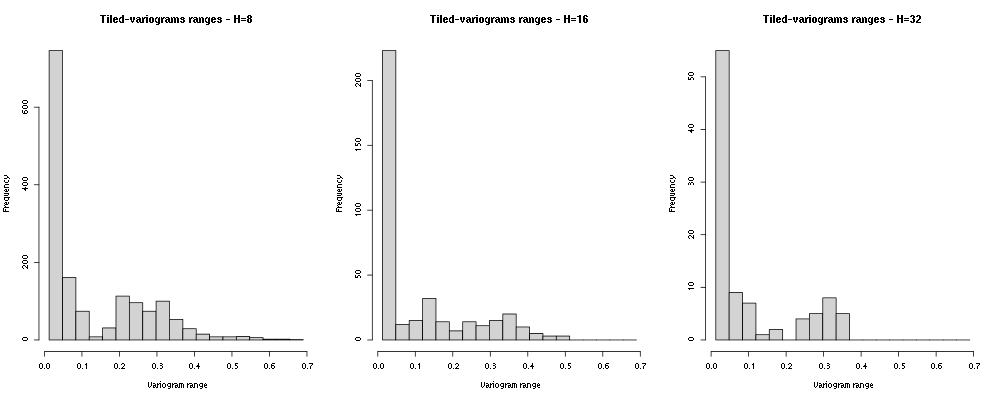 Tiled-variograms ranges - H=8
Frequency
600
400
200
0
0.0 0.1 0.2 0.3 0.4 0.5 0.6 0.7
Variogram range
Tiled-variograms ranges - H=16
Frequency
200
150
100
50
0
0.0 0.1 0.2 0.3 0.4 0.5 0.6 0.7
Variogram range
Tiled-variograms ranges - H=32
Frequency
50
40
30
20
10
0
0.0 0.1 0.2 0.3 0.4 0.5 0.6 0.7
Variogram range